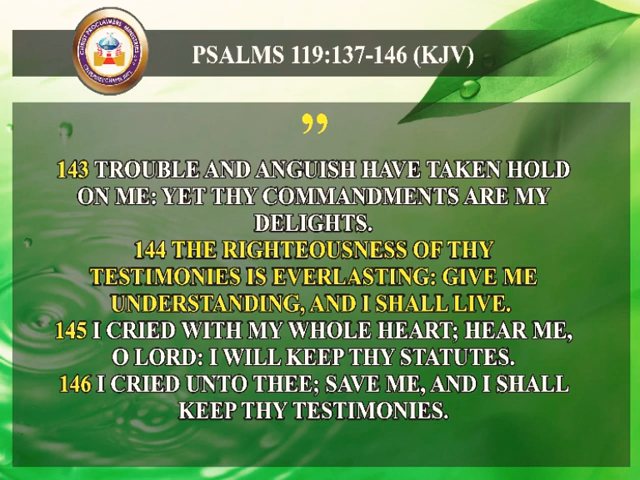 PSALMS 119:137-146 (KJV)
”
143 TROUBLE AND ANGUISH HAVE TAKEN HOLD
ON ME: YET THY COMMANDMENTS ARE MY
DELIGHTS.
144 THE RIGHTEOUSNESS OF THY
TESTIMONIES IS EVERLASTING: GIVE ME
UNDERSTANDING, AND I SHALL LIVE.
145 I CRIED WITH MY WHOLE HEART; HEAR ME,
O LORD: I WILL KEEP THY STATUTES.
146 I CRIED UNTO THEE; SAVE ME, AND I SHALL
KEEP THY TESTIMONIES.